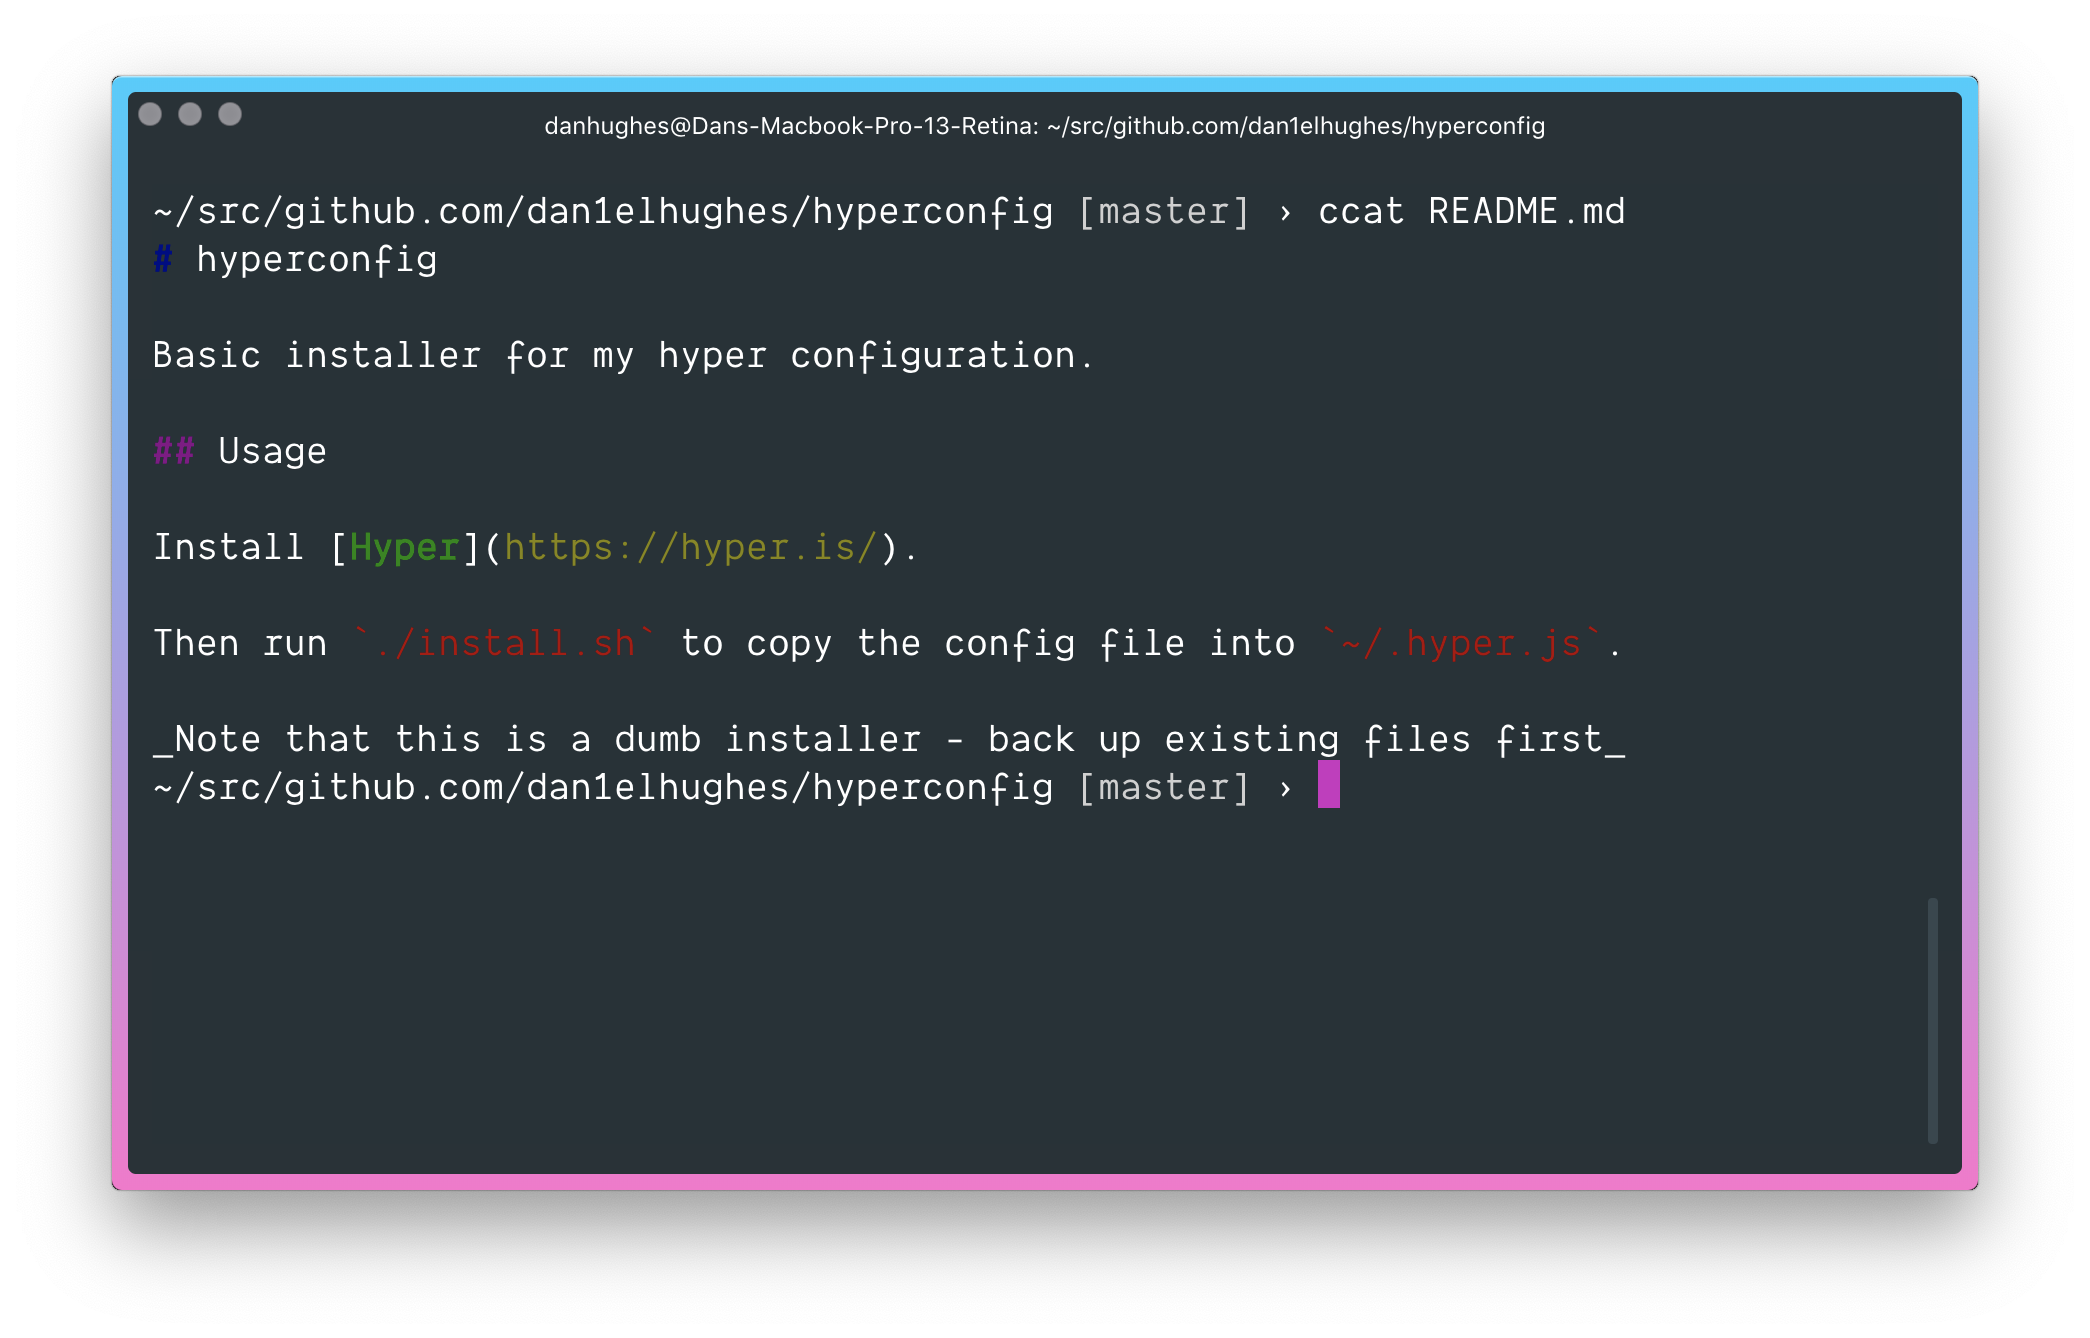 danhughes@Dans-Macbook-Pro-13-Retina: ~/src/github.com/dan1elhughes/hyperconfig
~/src/github.com/dan1elhughes/hyperconfig [master] › ccat README.md
# hyperconfig
Basic installer for my hyper configuration.
## Usage
Install [Hyper](https://hyper.is/).
Then run `./install.sh` to copy the config file into `~/.hyper.js`.
_Note that this is a dumb installer - back up existing files first_
~/src/github.com/dan1elhughes/hyperconfig [master] ›